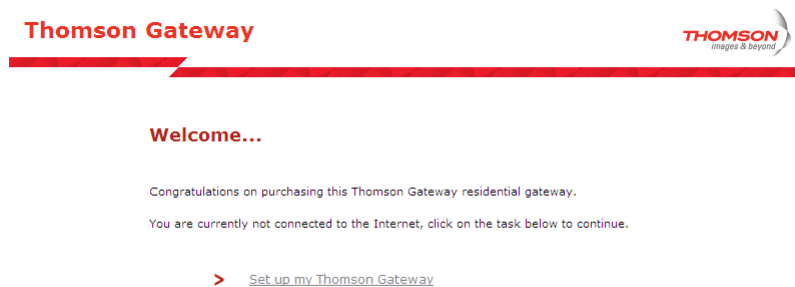 Thomson Gateway
THOMSON
images & beyond
Welcome...
Congratulations on purchasing this Thomson Gateway residential gateway.
You are currently not connected to the Internet, click on the task below to continue.
> Set up my Thomson Gateway